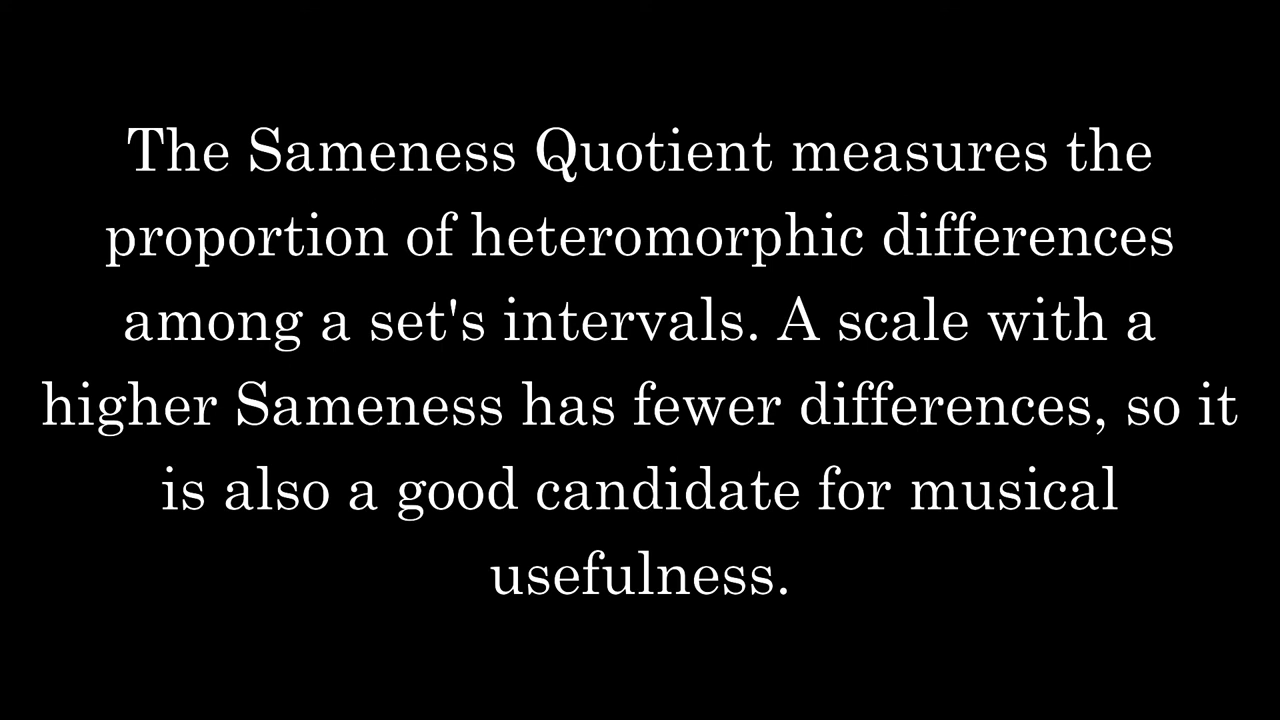 The Sameness Quotient measures the
proportion of heteromorphic differences
among a set's intervals. A scale with a
higher Sameness has fewer differences, so it
is also a good candidate for musical
usefulness.